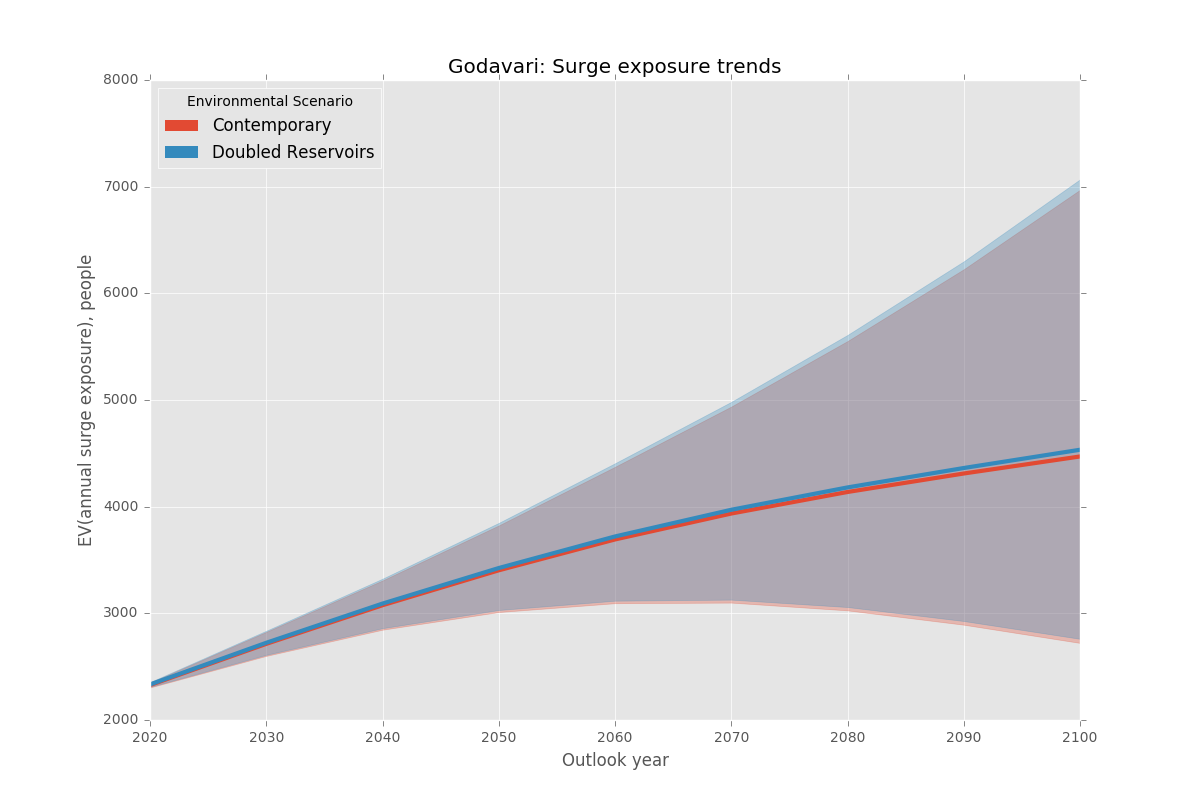 Godavari: Surge exposure trends
Environmental Scenario
Contemporary
Doubled Reservoirs
EV(annual surge exposure), people
8000
7000
6000
5000
4000
3000
2000
2020 2030 2040 2050 2060 2070 2080 2090 2100
Outlook year